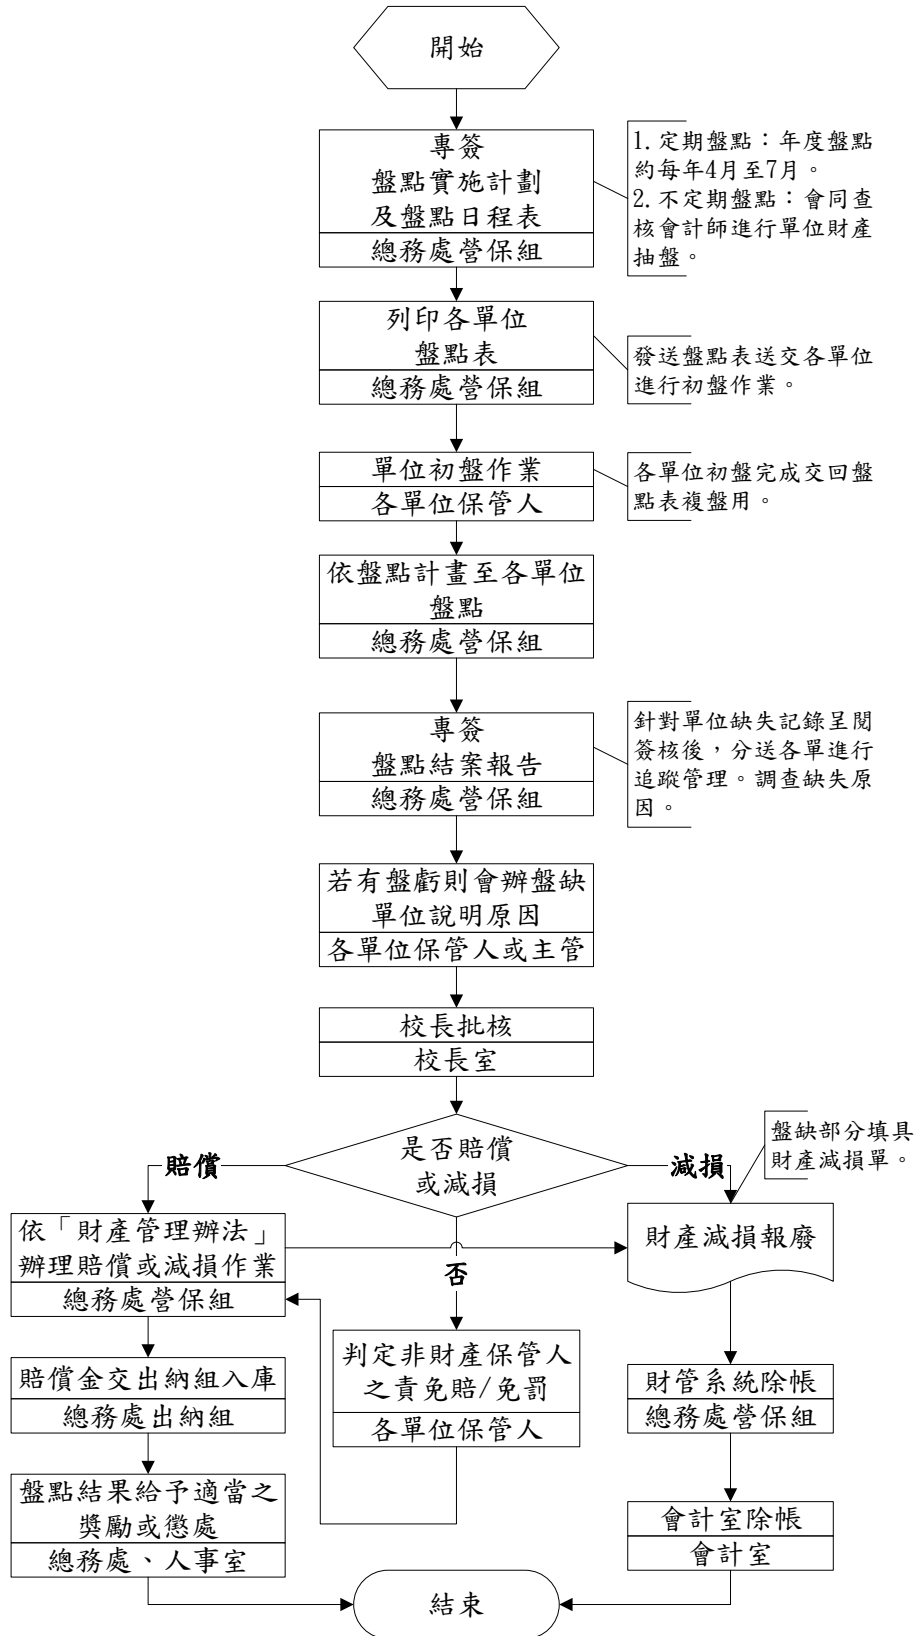 開始
專簽
盤點實施計劃
及盤點日程表
總務處營保組
1. 定期盤點：年度盤點
約每年4月至7月。
2. 不定期盤點：會同查
核會計師進行單位財產
抽盤。
列印各單位
盤點表
總務處營保組
發送盤點表送交各單位
進行初盤作業。
單位初盤作業
各單位保管人
各單位初盤完成交回盤
點表複盤用。
依盤點計畫至各單位
盤點
總務處營保組
專簽
盤點結案報告
總務處營保組
針對單位缺失記錄呈閱
簽核後，分送各單進行
追蹤管理。調查缺失原
因。
若有盤虧則會辦盤缺
單位說明原因
各單位保管人或主管
校長批核
校長室
是否賠償
或減損
賠償
減損
否
盤缺部分填具
財產減損單。
依「財產管理辦法」
辦理賠償或減損作業
總務處營保組
財產減損報廢
判定非財產保管人
之責免賠/免罰
各單位保管人
賠償金交出納組入庫
總務處出納組
財管系統除帳
總務處營保組
盤點結果給予適當之
獎勵或懲處
總務處、人事室
會計室除帳
會計室
結束